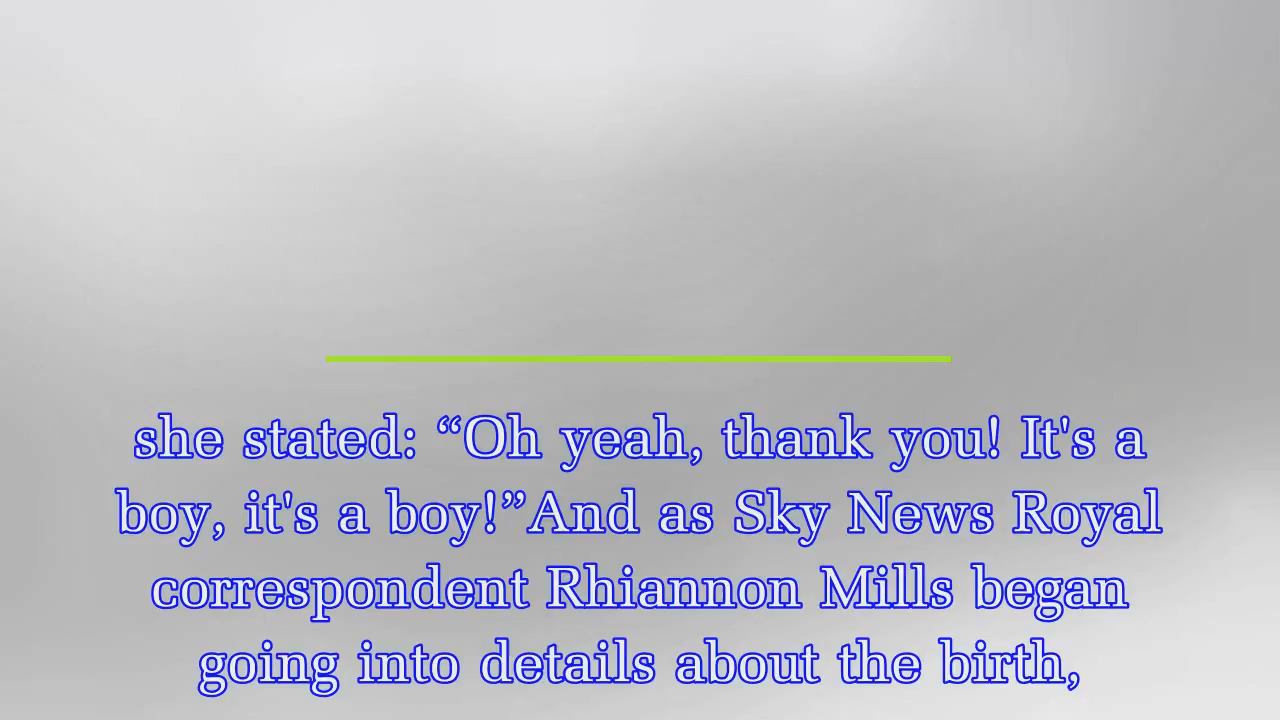 she stated: “Oh yeah, thank you! It's a
boy, it's a boy!”And as Sky News Royal
correspondent Rhiannon Mills began
going into details about the birth,